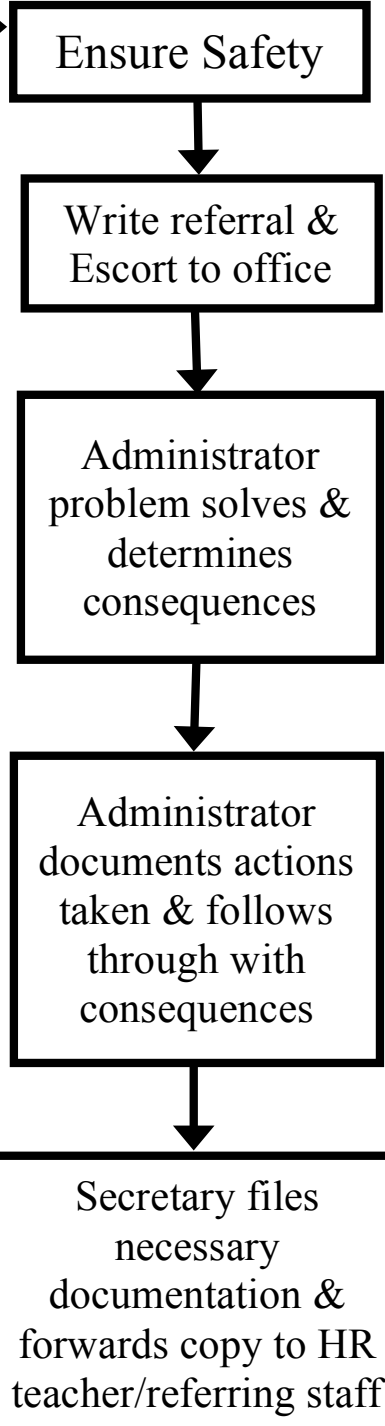 Ensure Safety
Write referral &
Escort to office
Administrator
problem solves &
determines
consequences
Administrator
documents actions
taken & follows
through with
consequences
Secretary files
necessary
documentation &
forwards copy to HR
teacher/referring staff